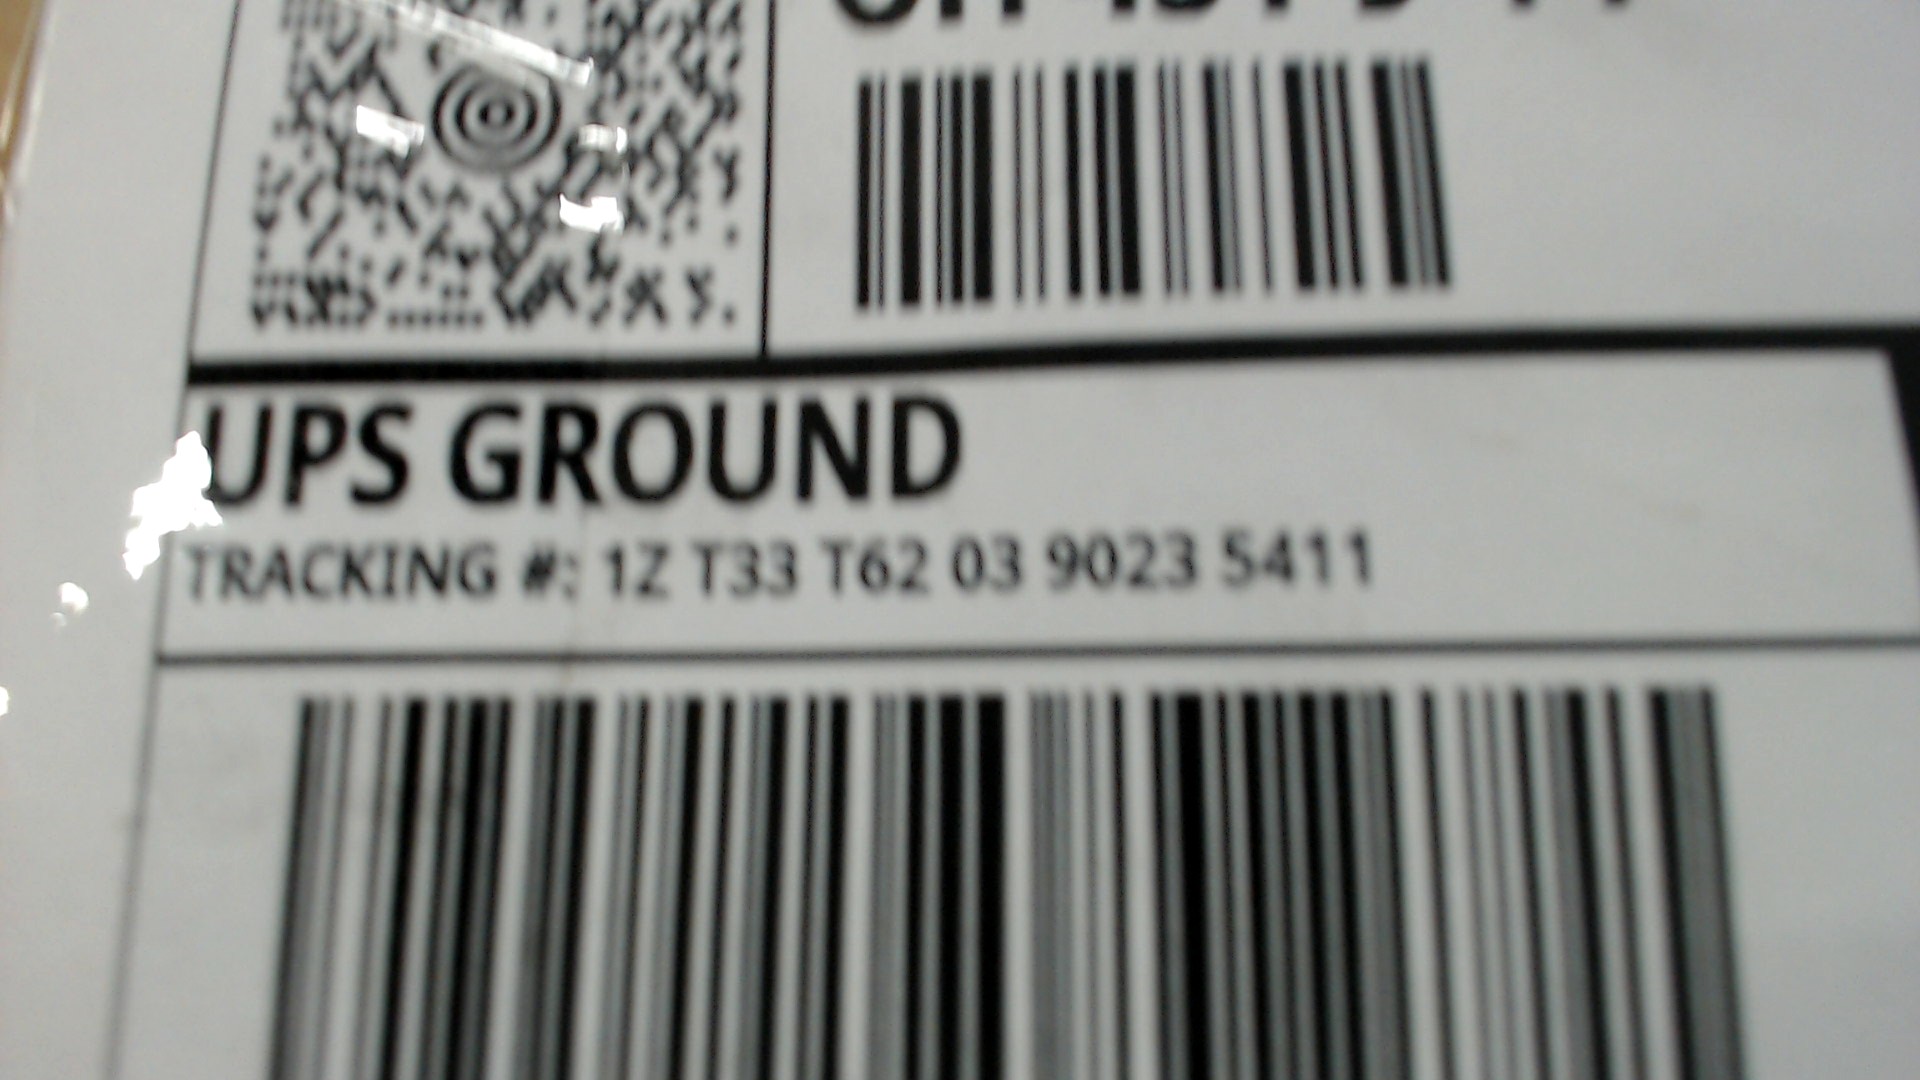 UPS GROUND
TRACKING #: 1Z T33 T62 03 9023 5411